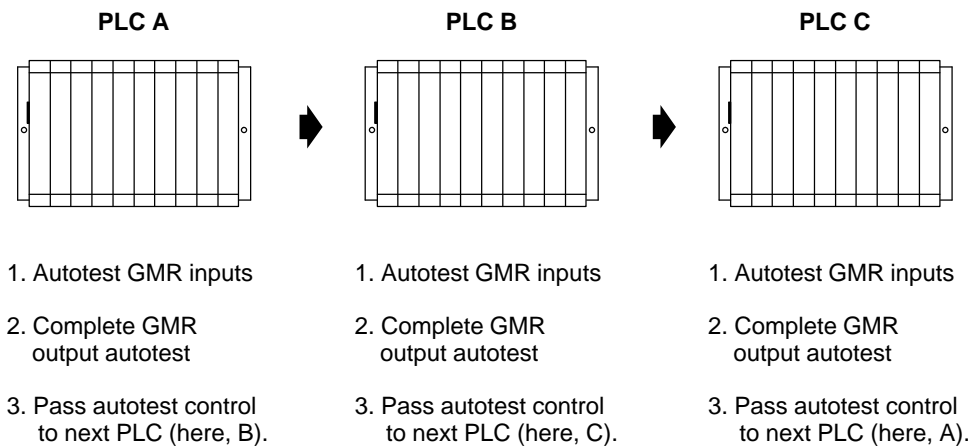 PLC A
PLC B
PLC C
1. Autotest GMR inputs
2. Complete GMR
output autotest
3. Pass autotest control
to next PLC (here, B).
1. Autotest GMR inputs
2. Complete GMR
output autotest
3. Pass autotest control
to next PLC (here, C).
1. Autotest GMR inputs
2. Complete GMR
output autotest
3. Pass autotest control
to next PLC (here, A).